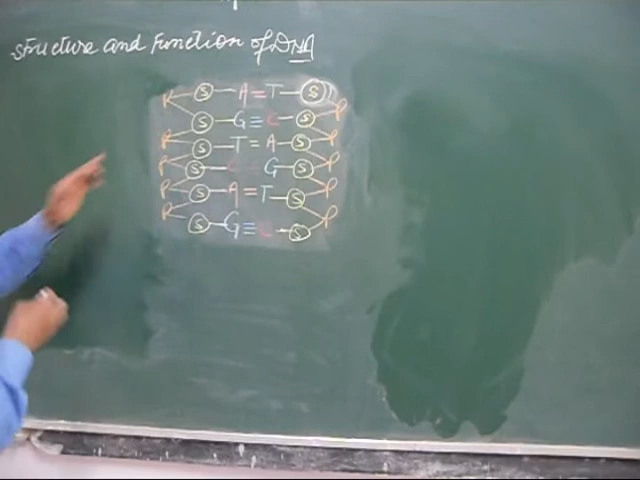 structure and function of DNA
P S A = T S
S G ≡ C S P
P S T = A S P
P S G S P
P S A = T S P
P S G ≡ C S P